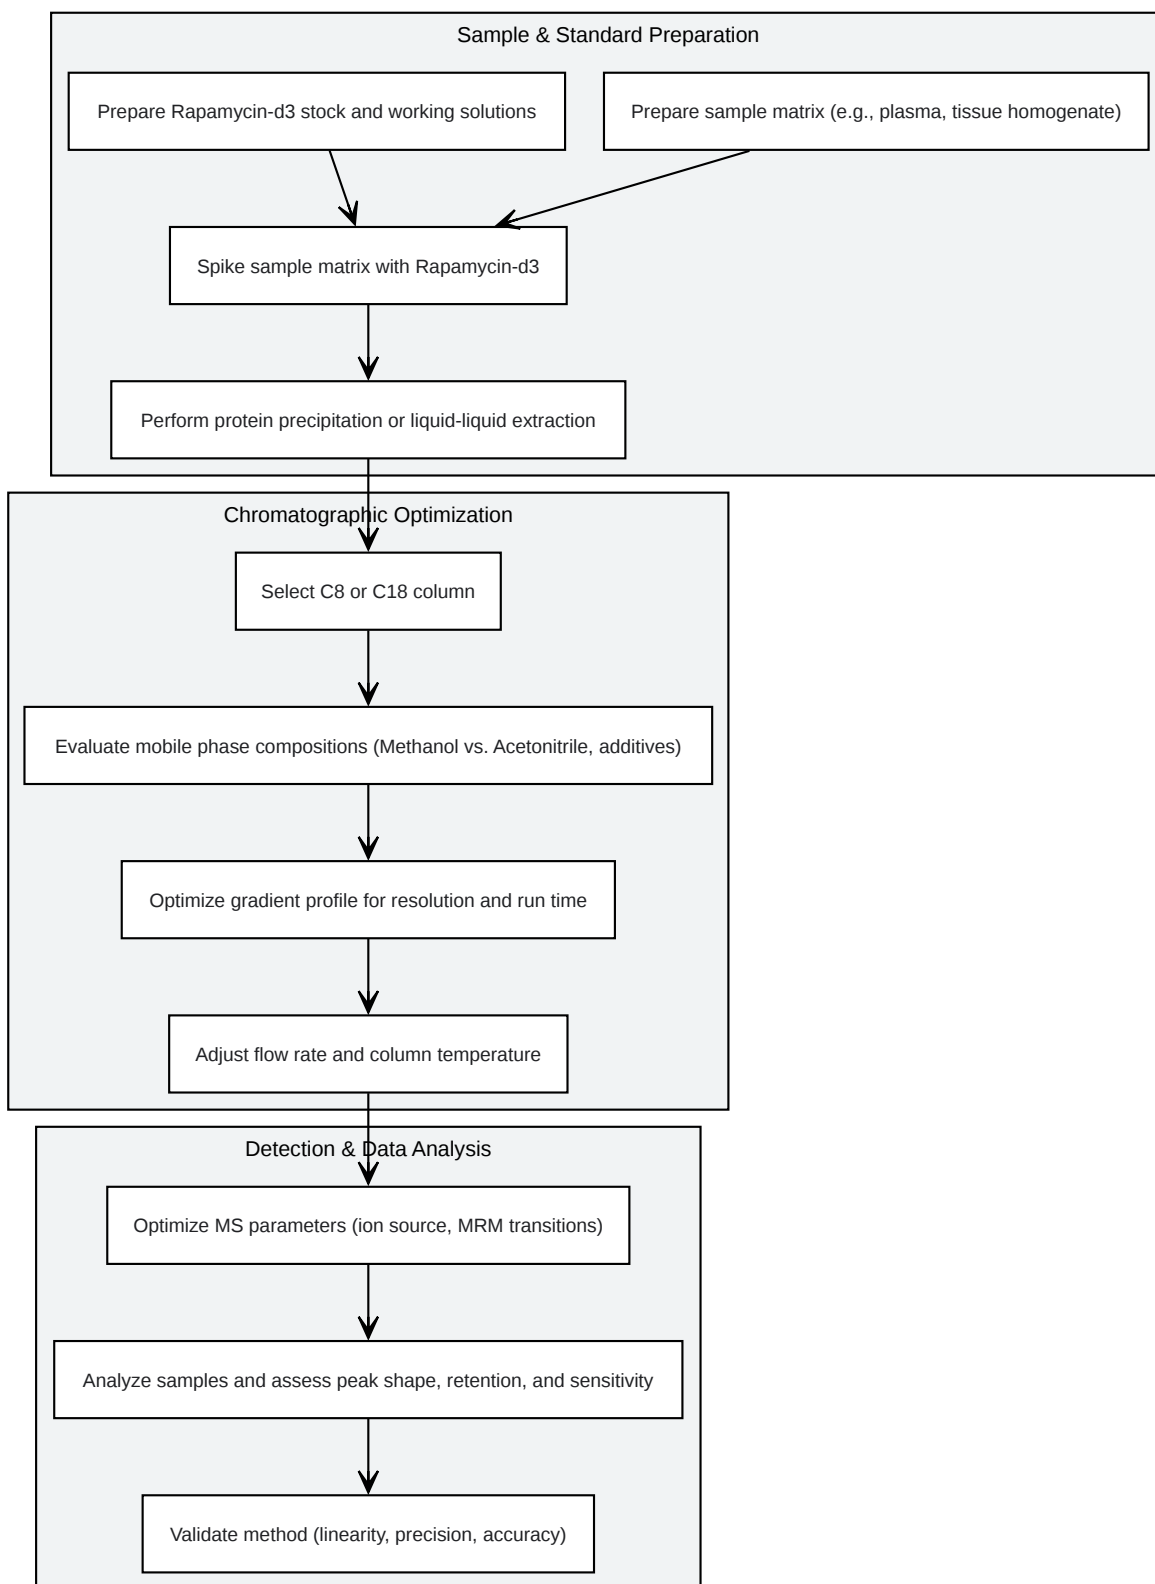 Sample & Standard Preparation
Prepare Rapamycin-d3 stock and working solutions
Prepare sample matrix (e.g., plasma, tissue homogenate)
Spike sample matrix with Rapamycin-d3
Perform protein precipitation or liquid-liquid extraction
Chromatographic Optimization
Select C8 or C18 column
Evaluate mobile phase compositions (Methanol vs. Acetonitrile, additives)
Optimize gradient profile for resolution and run time
Adjust flow rate and column temperature
Detection & Data Analysis
Optimize MS parameters (ion source, MRM transitions)
Analyze samples and assess peak shape, retention, and sensitivity
Validate method (linearity, precision, accuracy)